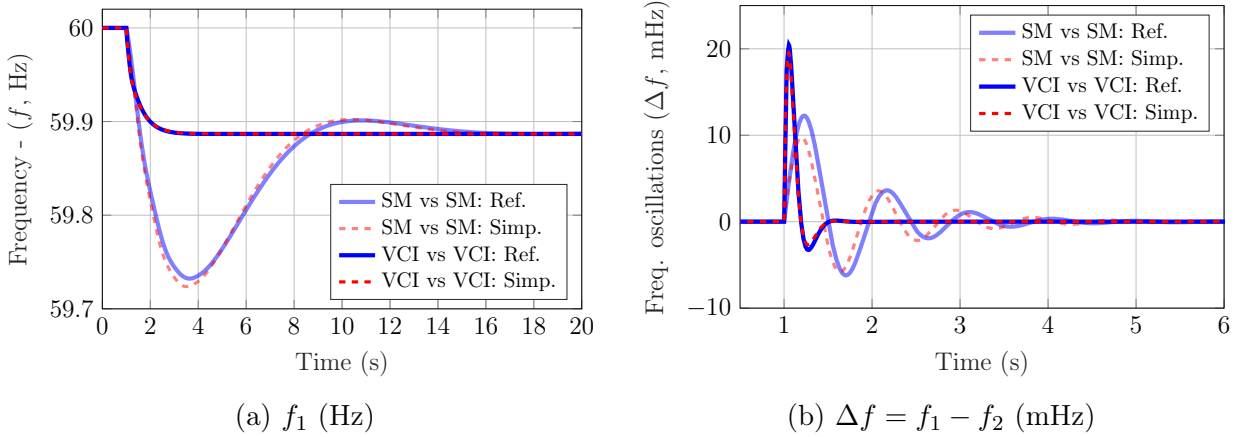 Frequency - (f, Hz)
60
59.9
59.8
59.7
0 2 4 6 8 10 12 14 16 18 20
Time (s)
SM vs SM: Ref.
SM vs SM: Simp.
VCI vs VCI: Ref.
VCI vs VCI: Simp.
(a) f₁ (Hz)
Freq. oscillations (Δf, mHz)
20
10
0
−10
1 2 3 4 5 6
Time (s)
SM vs SM: Ref.
SM vs SM: Simp.
VCI vs VCI: Ref.
VCI vs VCI: Simp.
(b) Δf = f₁ − f₂ (mHz)